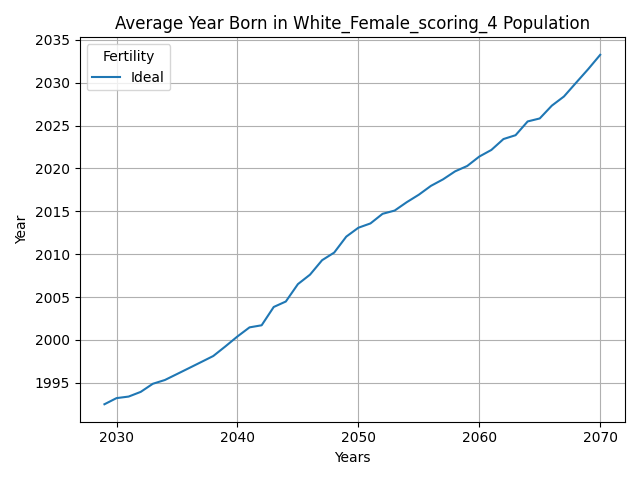 Average Year Born in White_Female_scoring_4 Population
Fertility
Ideal
Year
2035
2030
2025
2020
2015
2010
2005
2000
1995
2030 2040 2050 2060 2070
Years